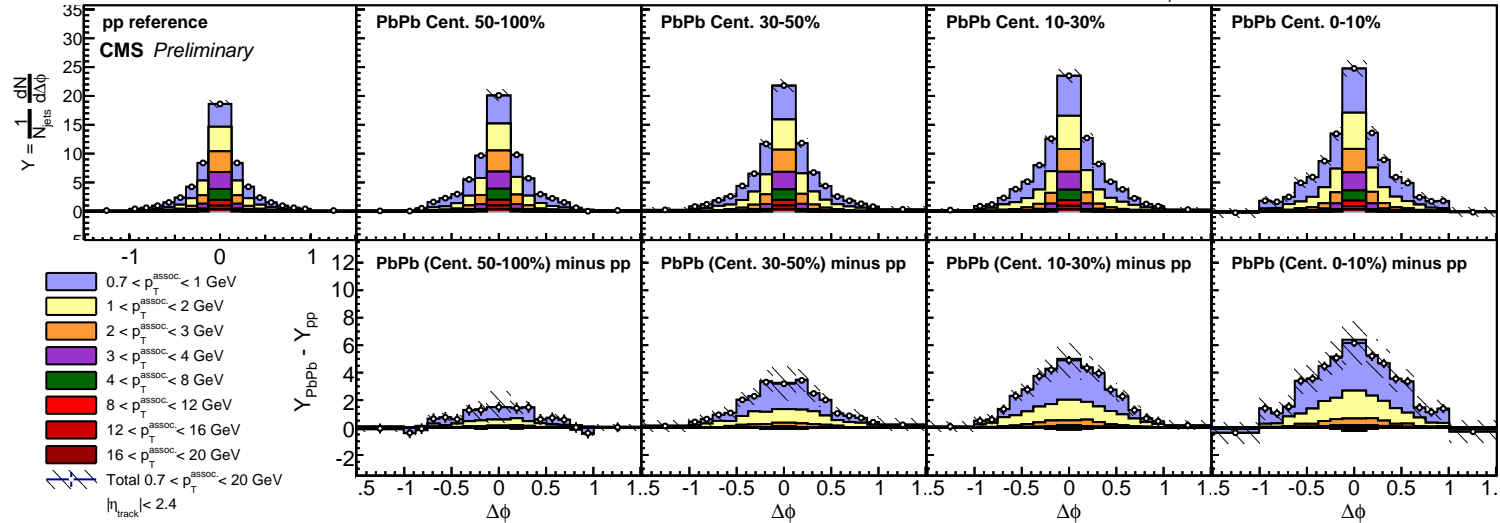 pp reference
CMS Preliminary
PbPb Cent. 50-100%
PbPb Cent. 30-50%
PbPb Cent. 10-30%
PbPb Cent. 0-10%
Y = 1/N_jets dN/dΔφ
35
30
25
20
15
10
5
0
-1 0 1
PbPb (Cent. 50-100%) minus pp
PbPb (Cent. 30-50%) minus pp
PbPb (Cent. 10-30%) minus pp
PbPb (Cent. 0-10%) minus pp
Y_PbPb - Y_pp
12
10
8
6
4
2
0
-2
0.7 < p_T^assoc. < 1 GeV
1 < p_T^assoc. < 2 GeV
2 < p_T^assoc. < 3 GeV
3 < p_T^assoc. < 4 GeV
4 < p_T^assoc. < 8 GeV
8 < p_T^assoc. < 12 GeV
12 < p_T^assoc. < 16 GeV
16 < p_T^assoc. < 20 GeV
Total 0.7 < p_T^assoc. < 20 GeV
|η_track| < 2.4
.5 -1 -0.5 0 0.5 1 1..5 -1 -0.5 0 0.5 1 1..5 -1 -0.5 0 0.5 1 1..5 -1 -0.5 0 0.5 1 1.5
Δφ Δφ Δφ Δφ